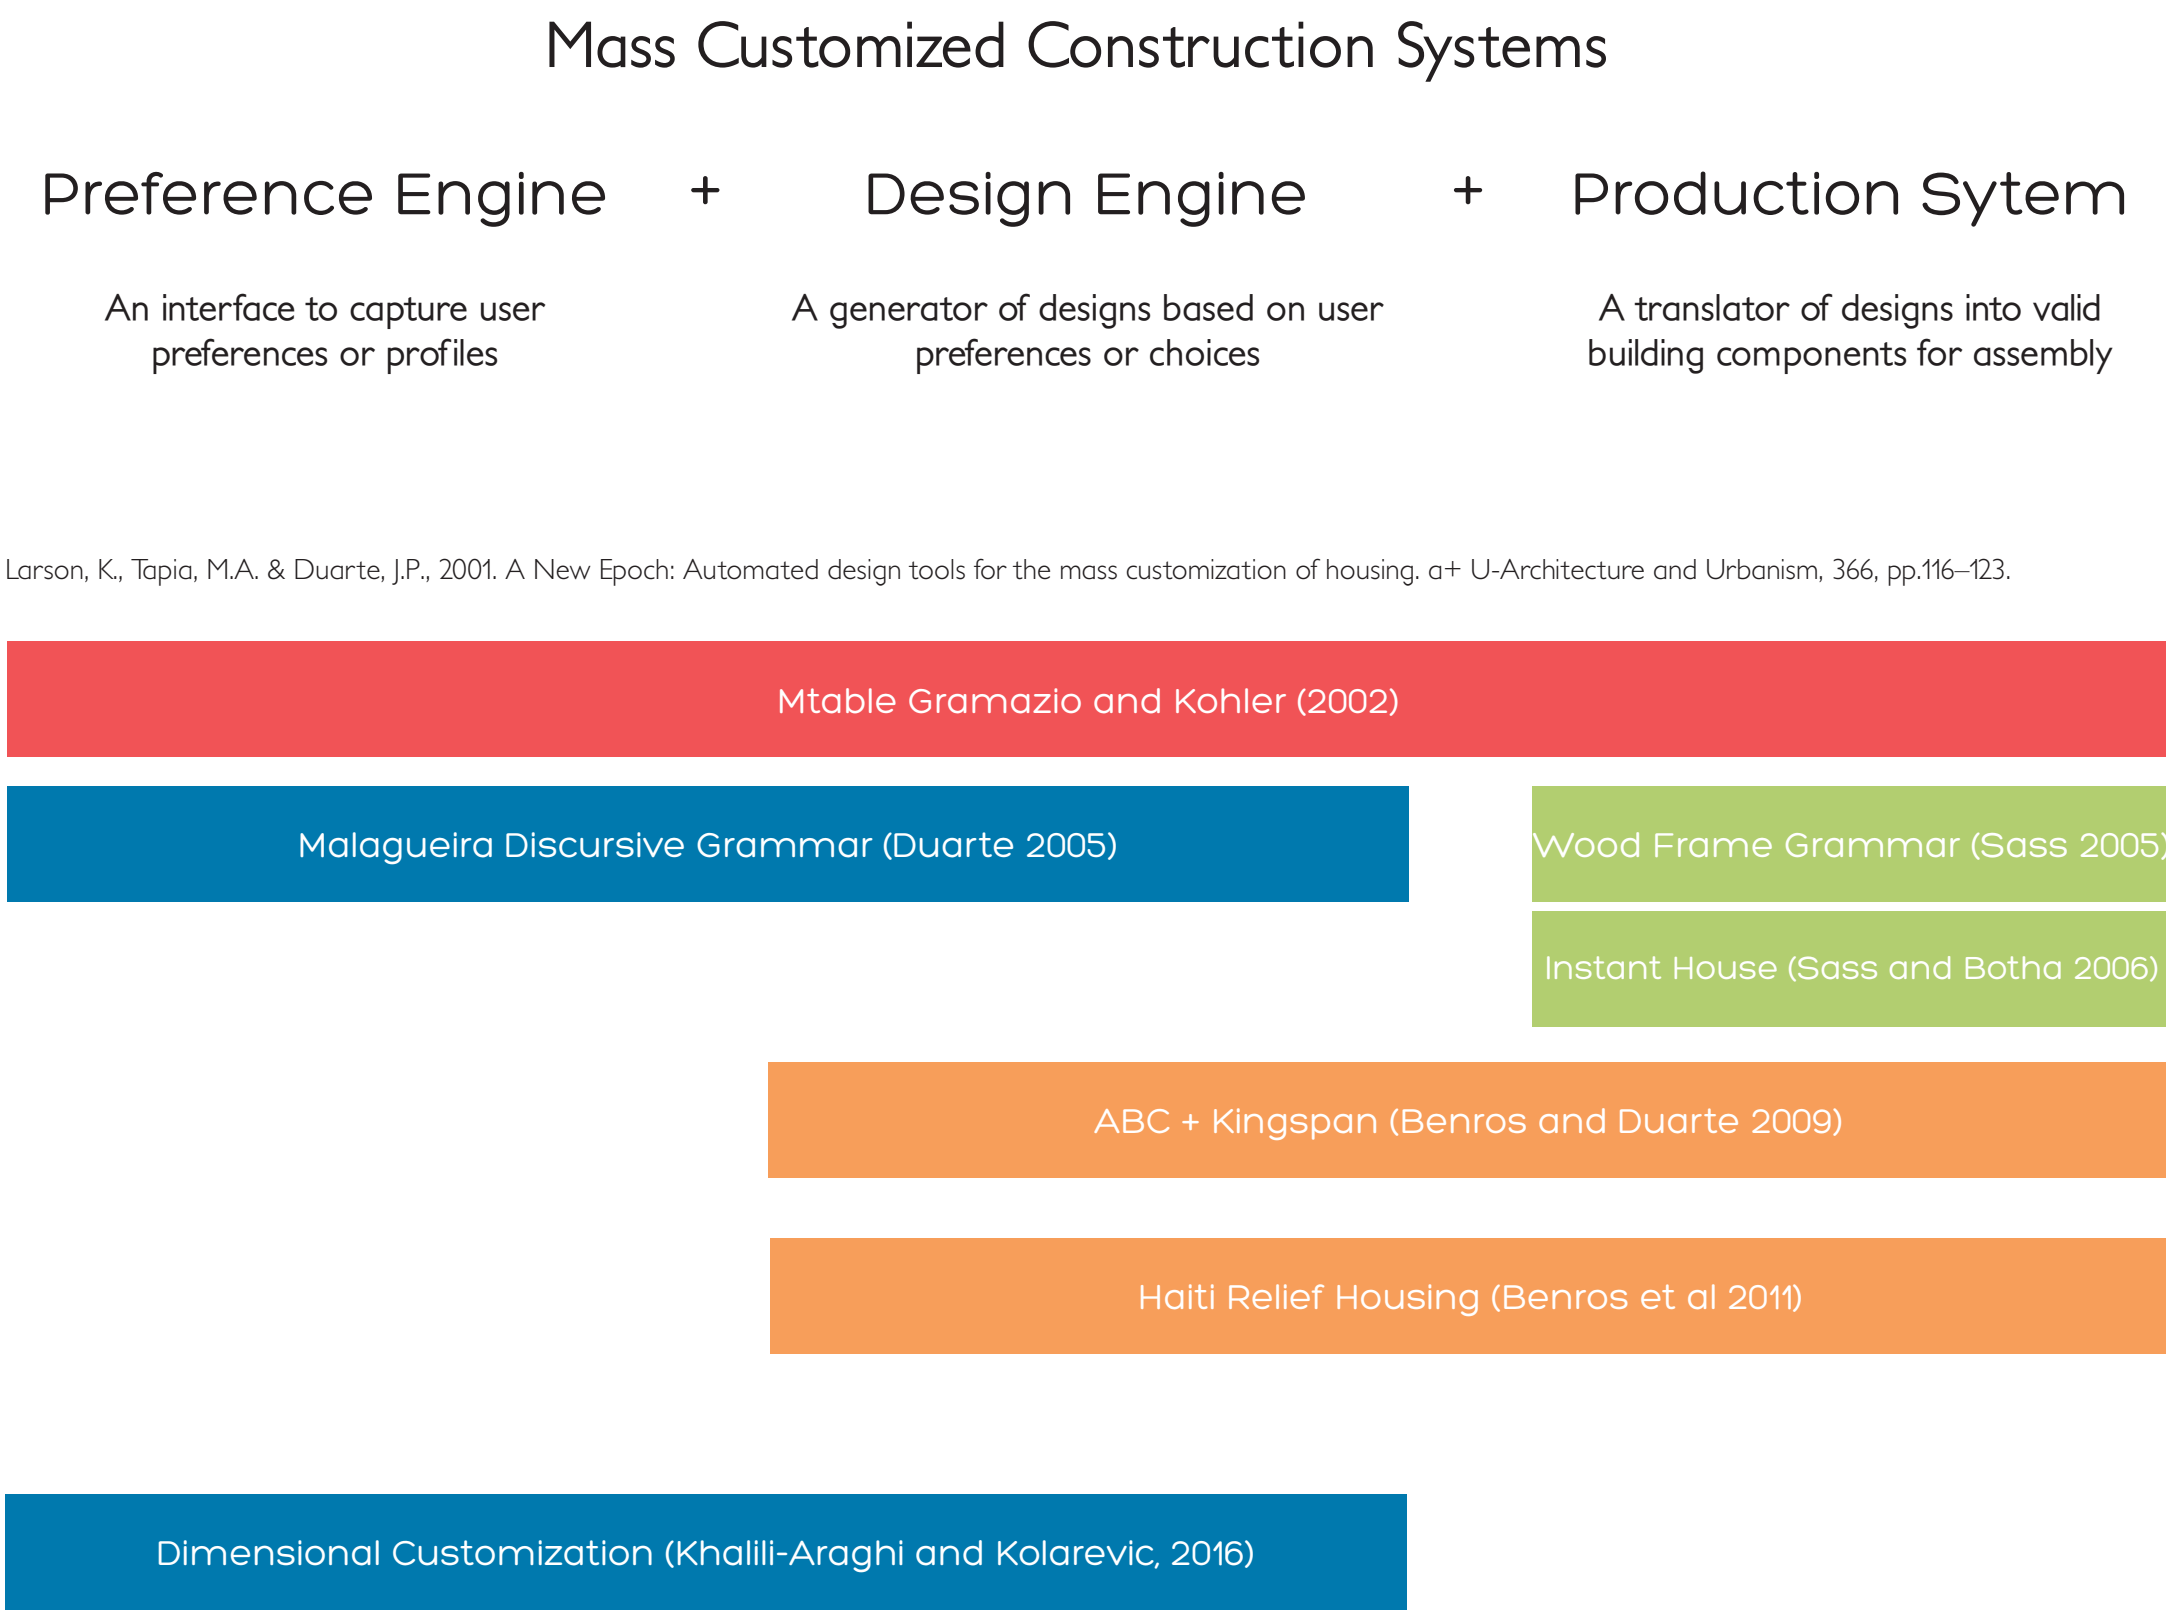 Mass Customized Construction Systems
Preference Engine + Design Engine + Production Sytem
An interface to capture user
preferences or profiles
A generator of designs based on user
preferences or choices
A translator of designs into valid
building components for assembly
Larson, K., Tapia, M.A. & Duarte, J.P., 2001. A New Epoch: Automated design tools for the mass customization of housing. a+ U-Architecture and Urbanism, 366, pp.116–123.
Mtable Gramazio and Kohler (2002)
Malagueira Discursive Grammar (Duarte 2005)
Wood Frame Grammar (Sass 2005)
Instant House (Sass and Botha 2006)
ABC + Kingspan (Benros and Duarte 2009)
Haiti Relief Housing (Benros et al 2011)
Dimensional Customization (Khalili-Araghi and Kolarevic, 2016)